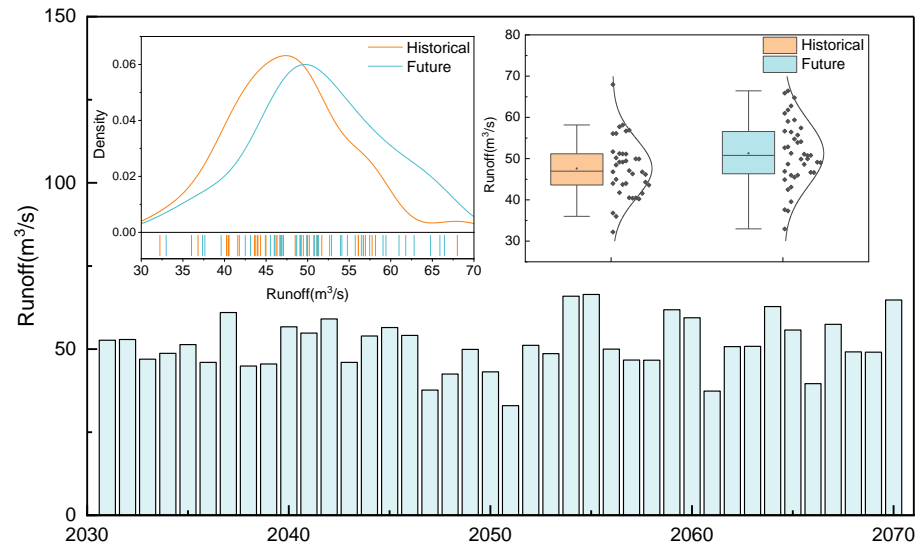 150
100
50
0
Runoff(m³/s)
2030 2040 2050 2060 2070
0.06
0.04
0.02
0.00
Density
Historical
Future
30 35 40 45 50 55 60 65 70
Runoff(m³/s)
80
70
60
50
40
30
Runoff(m³/s)
Historical
Future